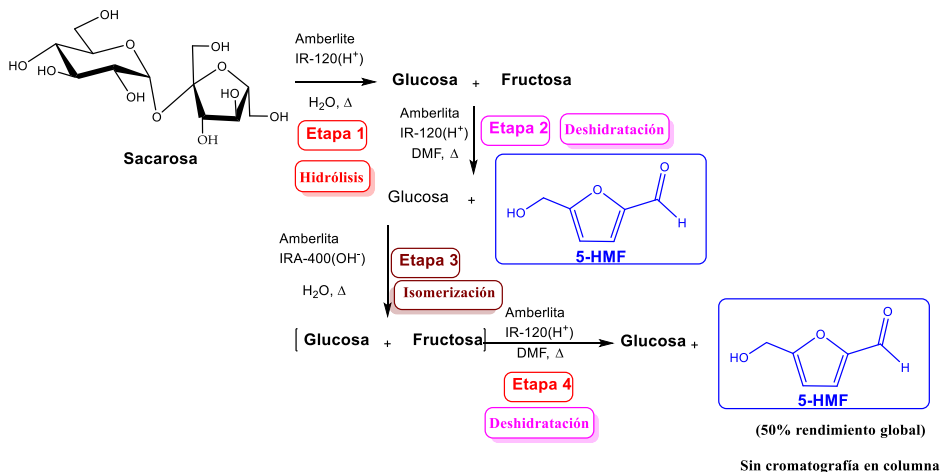 OH
O
HO
HO
OH
O
OH
O
HO
OH
OH
Sacarosa
Amberlite
IR-120(H⁺)
H₂O, Δ
Etapa 1
Hidrólisis
Glucosa + Fructosa
Amberlita
IR-120(H⁺)
DMF, Δ
Etapa 2
Deshidratación
Glucosa +
HO
O
O
H
5-HMF
Amberlita
IRA-400(OH⁻)
H₂O, Δ
Etapa 3
Isomerización
[Glucosa + Fructosa]
Amberlita
IR-120(H⁺)
DMF, Δ
Etapa 4
Deshidratación
Glucosa +
HO
O
O
H
5-HMF
(50% rendimiento global)
Sin cromatografía en columna